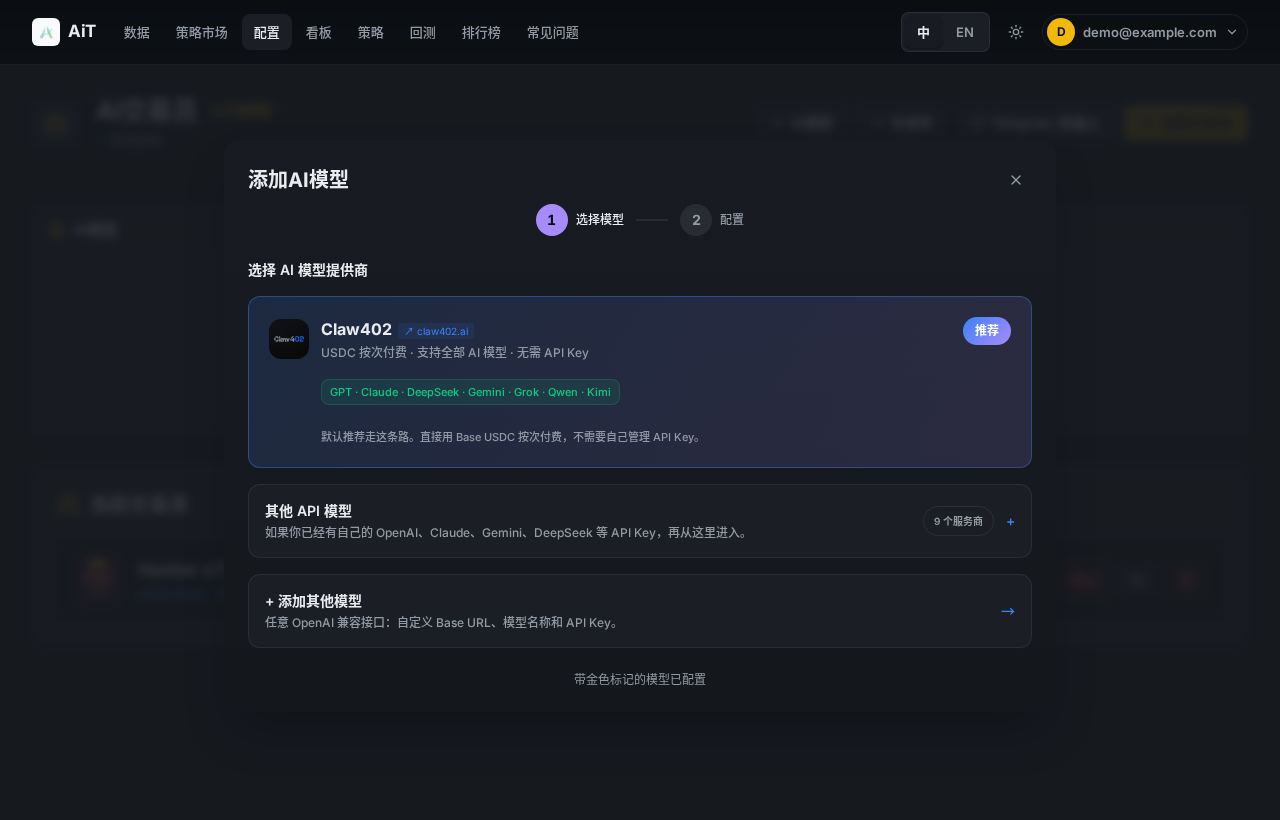 AiT 数据 策略市场 配置 看板 策略 回测 排行榜 常见问题 中 EN D demo@example.com
添加AI模型
1 选择模型 2 配置
选择 AI 模型提供商
Claw402 ↗ claw402.ai 推荐
USDC 按次付费 · 支持全部 AI 模型 · 无需 API Key
GPT · Claude · DeepSeek · Gemini · Grok · Qwen · Kimi
默认推荐走这条路。直接用 Base USDC 按次付费，不需要自己管理 API Key。
其他 API 模型
如果你已经有自己的 OpenAI、Claude、Gemini、DeepSeek 等 API Key，再从这里进入。
9 个服务商 +
+ 添加其他模型
任意 OpenAI 兼容接口：自定义 Base URL、模型名称和 API Key。
→
带金色标记的模型已配置